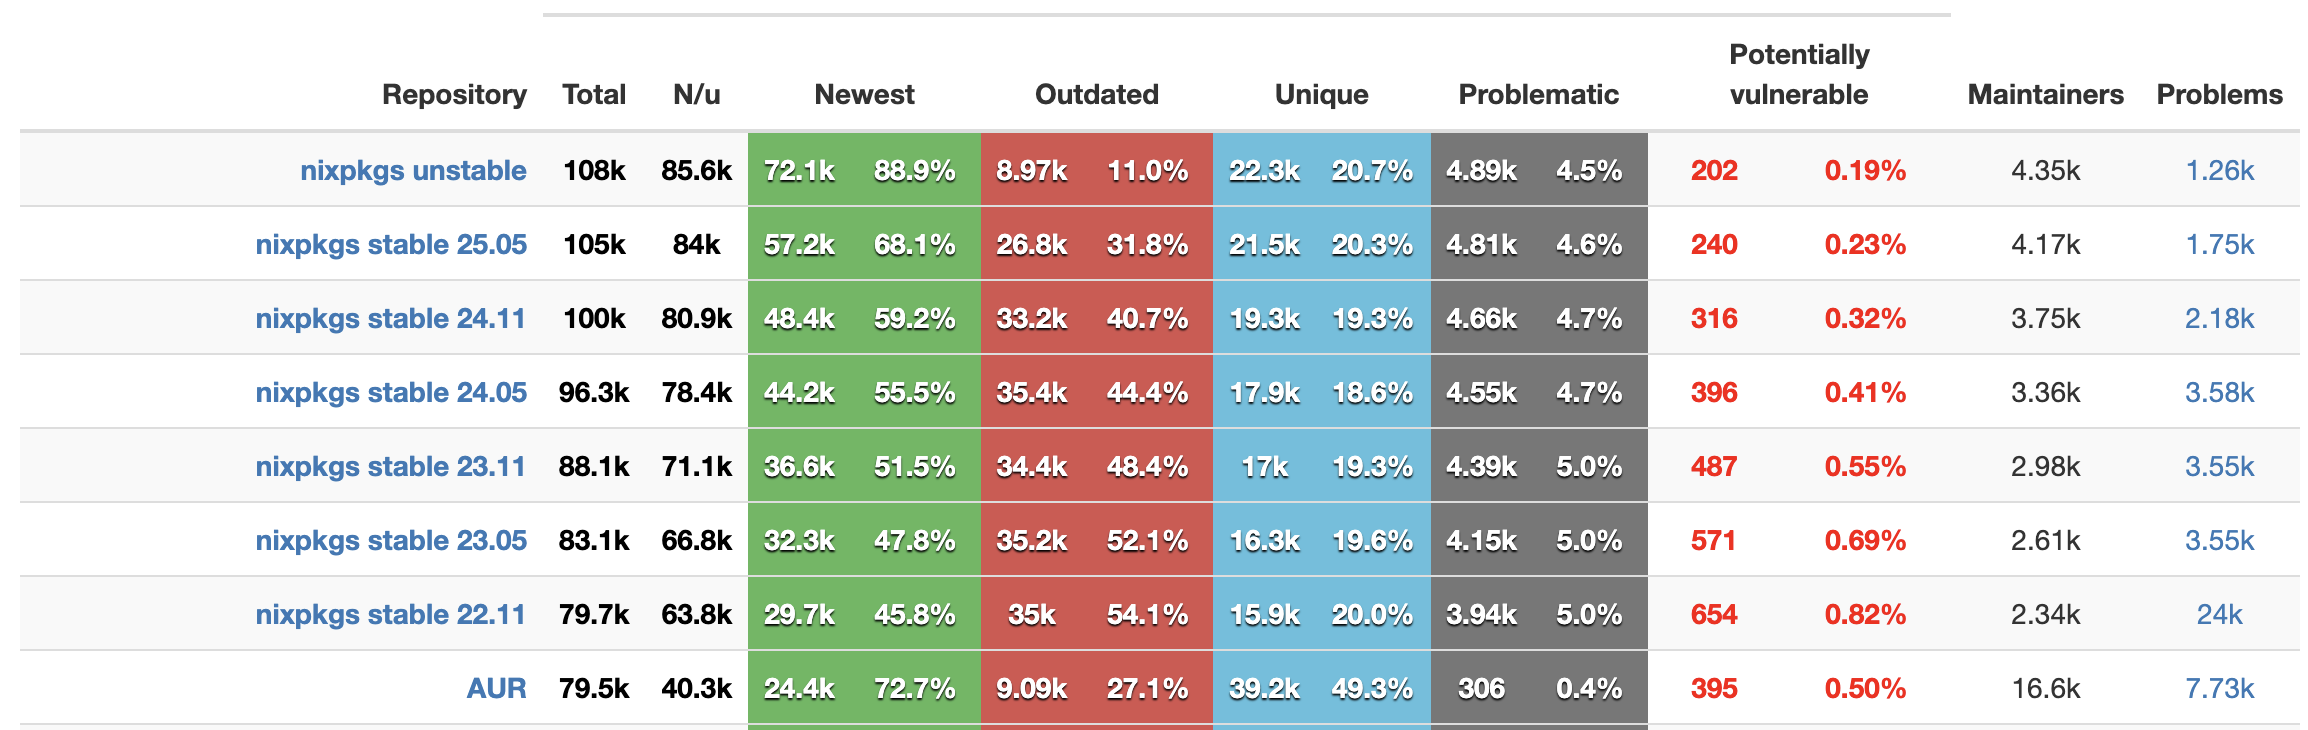 Repository Total N/u Newest Outdated Unique Problematic Potentially vulnerable Maintainers Problems
nixpkgs unstable 108k 85.6k 72.1k 88.9% 8.97k 11.0% 22.3k 20.7% 4.89k 4.5% 202 0.19% 4.35k 1.26k
nixpkgs stable 25.05 105k 84k 57.2k 68.1% 26.8k 31.8% 21.5k 20.3% 4.81k 4.6% 240 0.23% 4.17k 1.75k
nixpkgs stable 24.11 100k 80.9k 48.4k 59.2% 33.2k 40.7% 19.3k 19.3% 4.66k 4.7% 316 0.32% 3.75k 2.18k
nixpkgs stable 24.05 96.3k 78.4k 44.2k 55.5% 35.4k 44.4% 17.9k 18.6% 4.55k 4.7% 396 0.41% 3.36k 3.58k
nixpkgs stable 23.11 88.1k 71.1k 36.6k 51.5% 34.4k 48.4% 17k 19.3% 4.39k 5.0% 487 0.55% 2.98k 3.55k
nixpkgs stable 23.05 83.1k 66.8k 32.3k 47.8% 35.2k 52.1% 16.3k 19.6% 4.15k 5.0% 571 0.69% 2.61k 3.55k
nixpkgs stable 22.11 79.7k 63.8k 29.7k 45.8% 35k 54.1% 15.9k 20.0% 3.94k 5.0% 654 0.82% 2.34k 24k
AUR 79.5k 40.3k 24.4k 72.7% 9.09k 27.1% 39.2k 49.3% 306 0.4% 395 0.50% 16.6k 7.73k